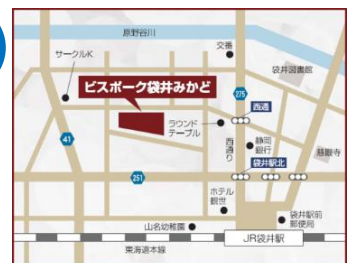 原野谷川
交番
サークルK
袋井図書館
ビスポーク袋井みかど
275
西通
ラウンド
テーブル
西通り
静岡
銀行
慈眼寺
41
袋井駅北
251
ホテル
観世
袋井駅前
郵便局
山名幼稚園
JR袋井駅
東海道本線